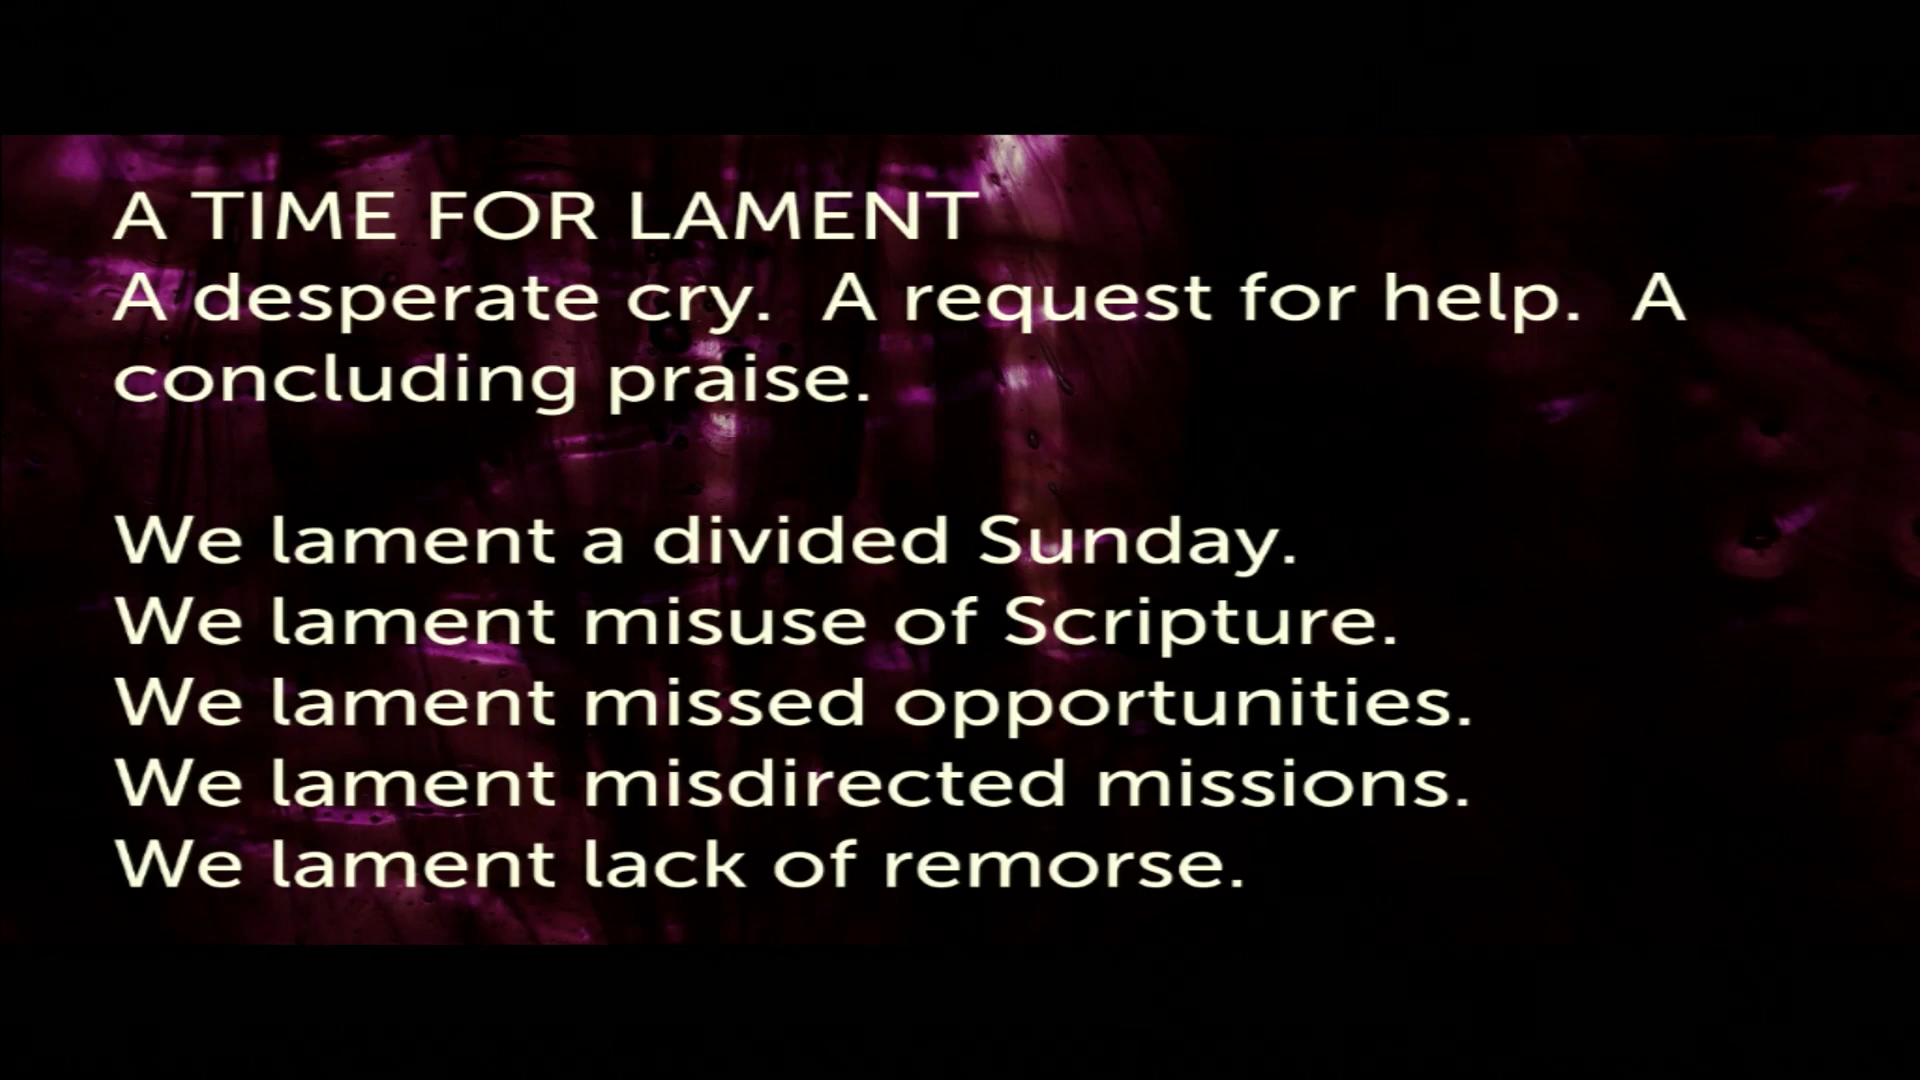 A TIME FOR LAMENT
A desperate cry.  A request for help.  A
concluding praise.
We lament a divided Sunday.
We lament misuse of Scripture.
We lament missed opportunities.
We lament misdirected missions.
We lament lack of remorse.